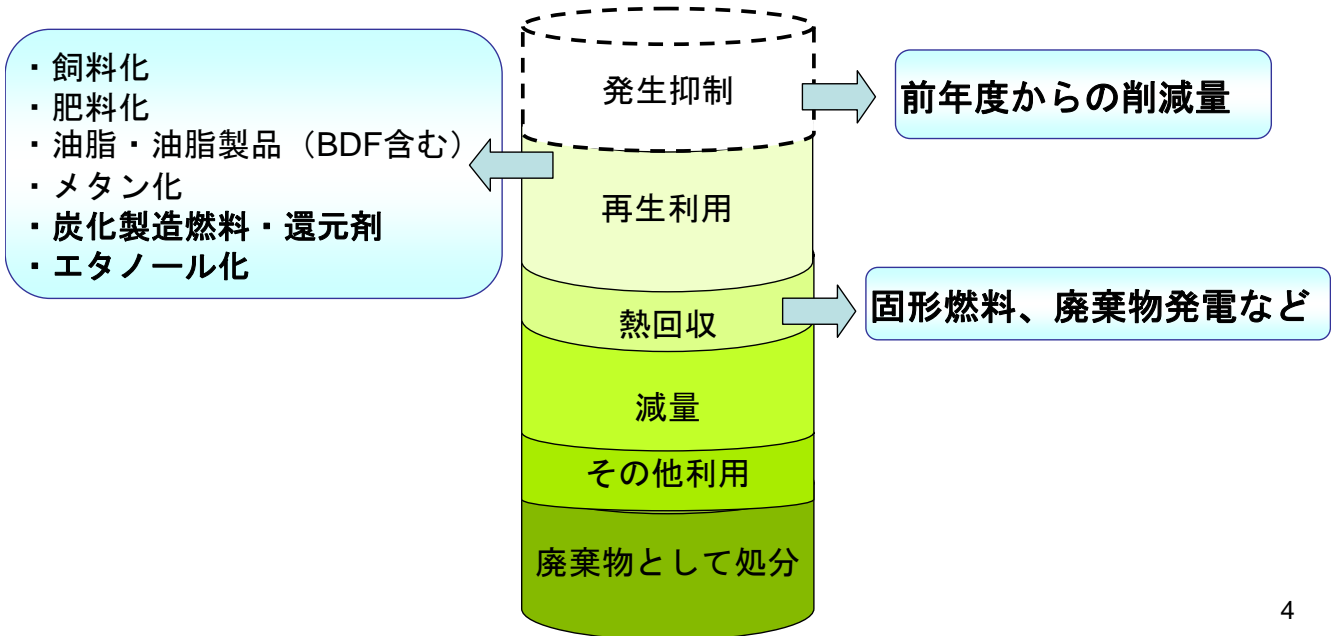 ・飼料化
・肥料化
・油脂・油脂製品（BDF含む）
・メタン化
・炭化製造燃料・還元剤
・エタノール化
発生抑制
前年度からの削減量
再生利用
熱回収
固形燃料、廃棄物発電など
減量
その他利用
廃棄物として処分
4